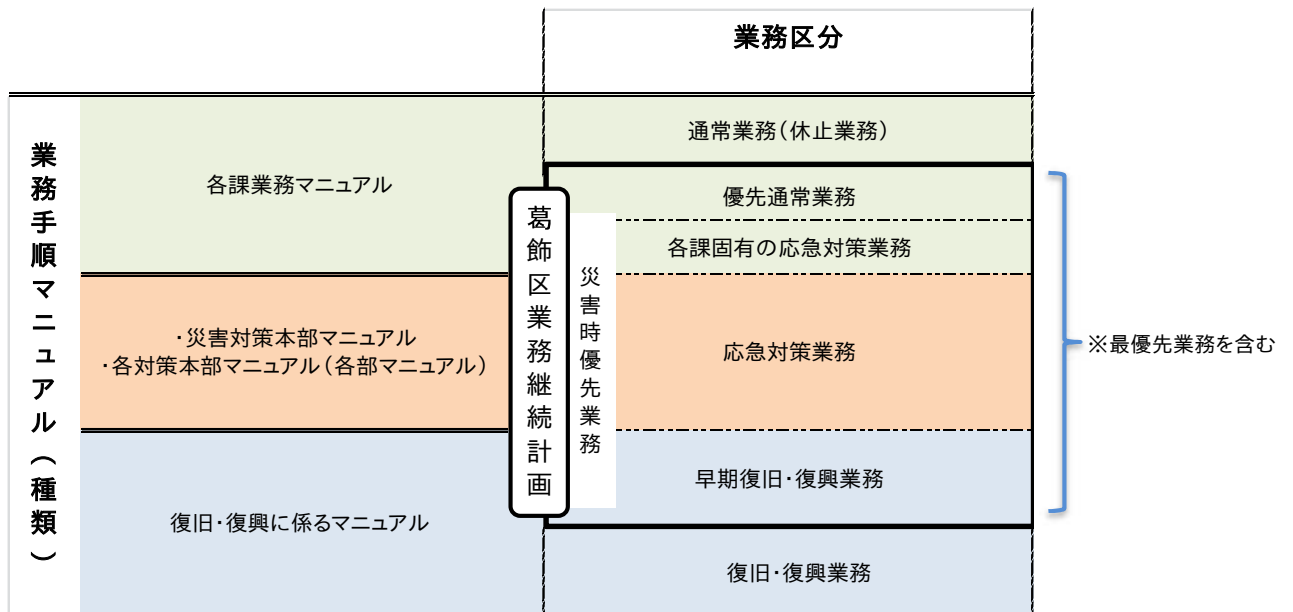 業務区分
業務手順マニュアル（種類）
各課業務マニュアル
・災害対策本部マニュアル
・各対策本部マニュアル（各部マニュアル）
復旧・復興に係るマニュアル
葛飾区業務継続計画
災害時優先業務
通常業務（休止業務）
優先通常業務
各課固有の応急対策業務
応急対策業務
早期復旧・復興業務
復旧・復興業務
※最優先業務を含む